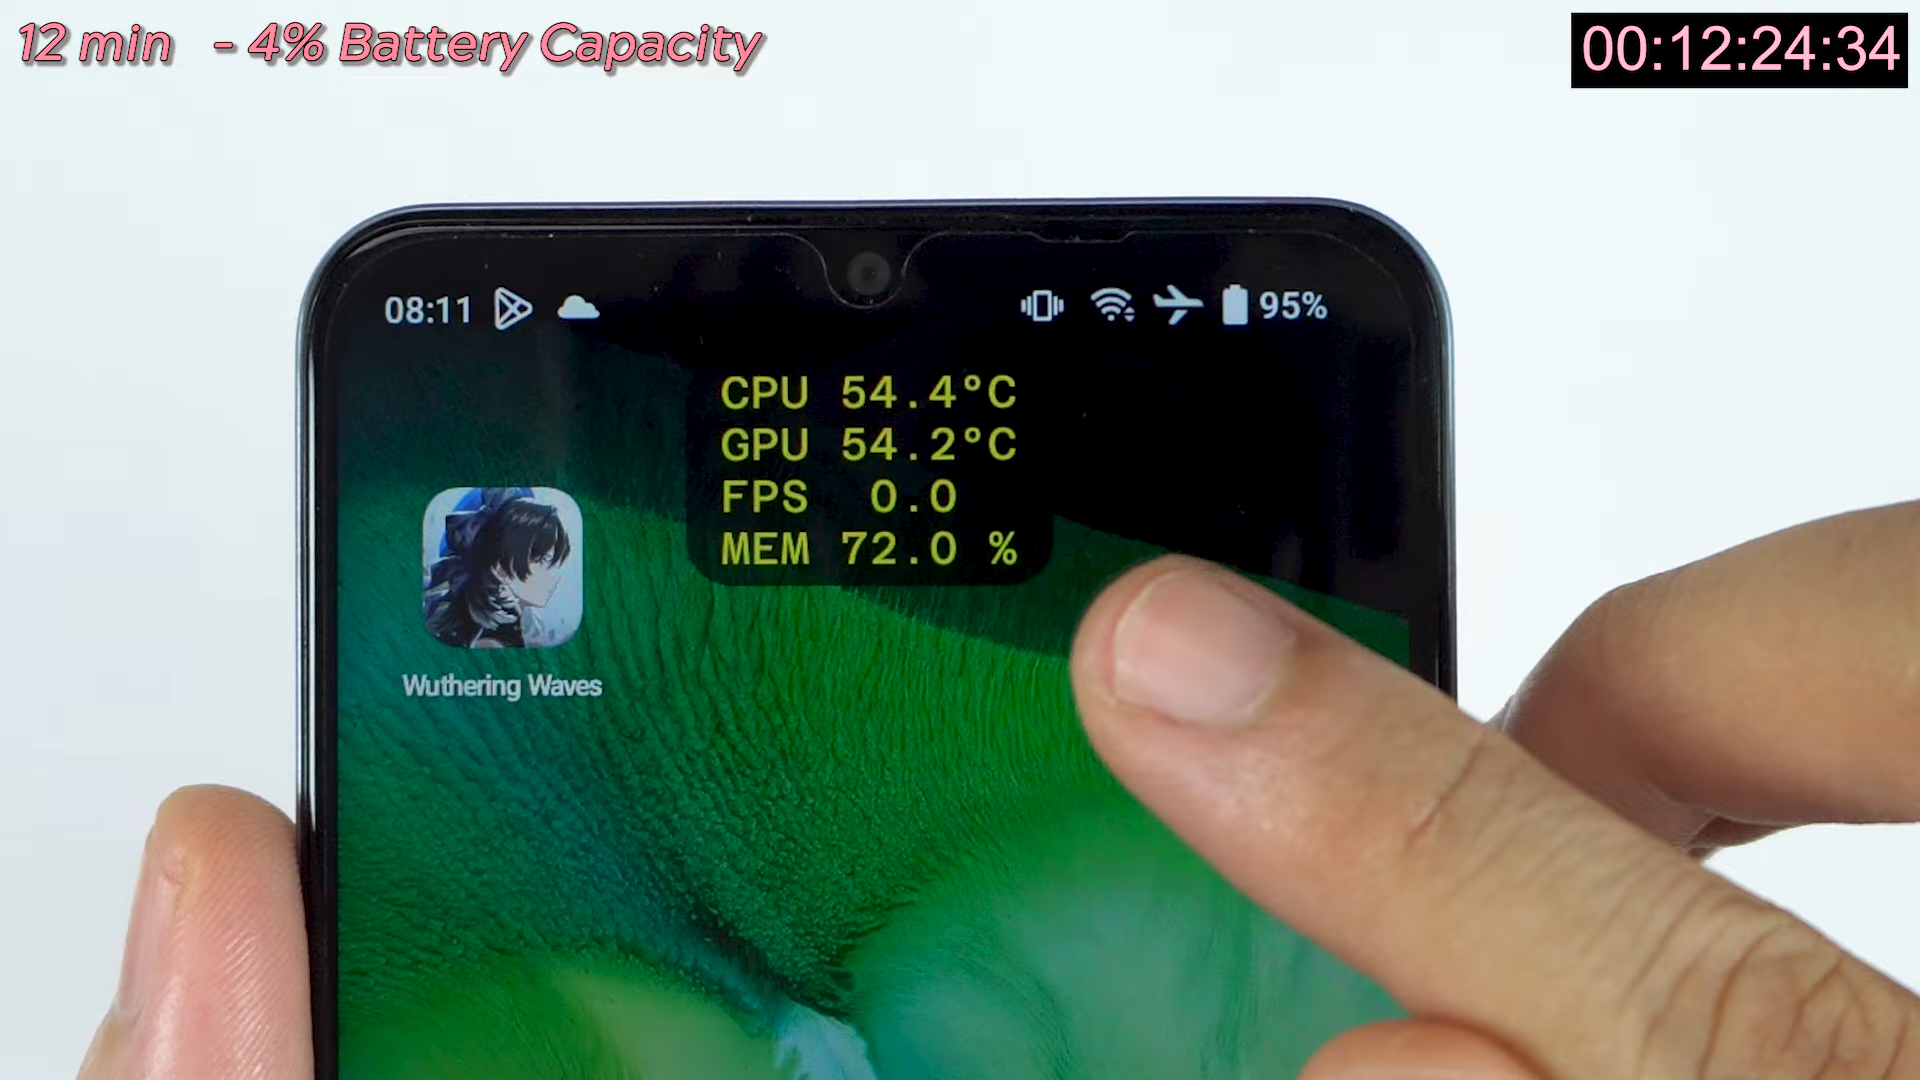 12 min - 4% Battery Capacity
00:12:24:34
08:11 95%
CPU 54.4°C
GPU 54.2°C
FPS 0.0
MEM 72.0 %
Wuthering Waves